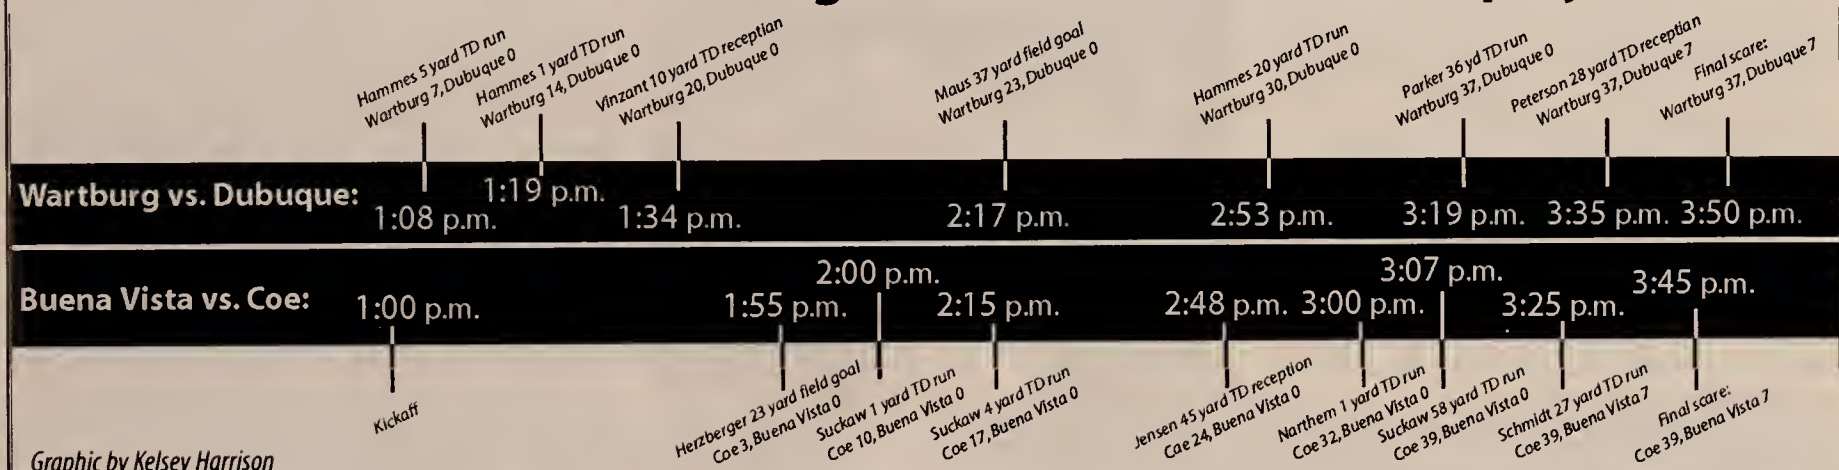 Hammes 5 yard TD run
Wartburg 7, Dubuque 0
Hammes 1 yard TD run
Wartburg 14, Dubuque 0
Vinzant 10 yard TD reception
Wartburg 20, Dubuque 0
Maus 37 yard field goal
Wartburg 23, Dubuque 0
Hammes 20 yard TD run
Wartburg 30, Dubuque 0
Parker 36 yd TD run
Wartburg 37, Dubuque 0
Peterson 28 yard TD receptian
Wartburg 37, Dubuque 7
Final scare:
Wartburg 37, Dubuque 7
Wartburg vs. Dubuque:
1:08 p.m.
1:19 p.m.
1:34 p.m.
2:17 p.m.
2:53 p.m.
3:19 p.m.
3:35 p.m.
3:50 p.m.
Buena Vista vs. Coe:
1:00 p.m.
1:55 p.m.
2:00 p.m.
2:15 p.m.
2:48 p.m.
3:00 p.m.
3:07 p.m.
3:25 p.m.
3:45 p.m.
Kickaff
Herzberger 23 yard field goal
Coe 3, Buena Vista 0
Suckaw 1 yard TD run
Coe 10, Buena Vista 0
Suckaw 4 yard TD run
Coe 17, Buena Vista 0
Jensen 45 yard TD reception
Cae 24, Buena Vista 0
Narthem 1 yard TD run
Coe 32, Buena Vista 0
Suckaw 58 yard TD run
Coe 39, Buena Vista 0
Schmidt 27 yard TD run
Coe 39, Buena Vista 7
Final score:
Coe 39, Buena Vista 7
Graphic by Kelsey Harrison